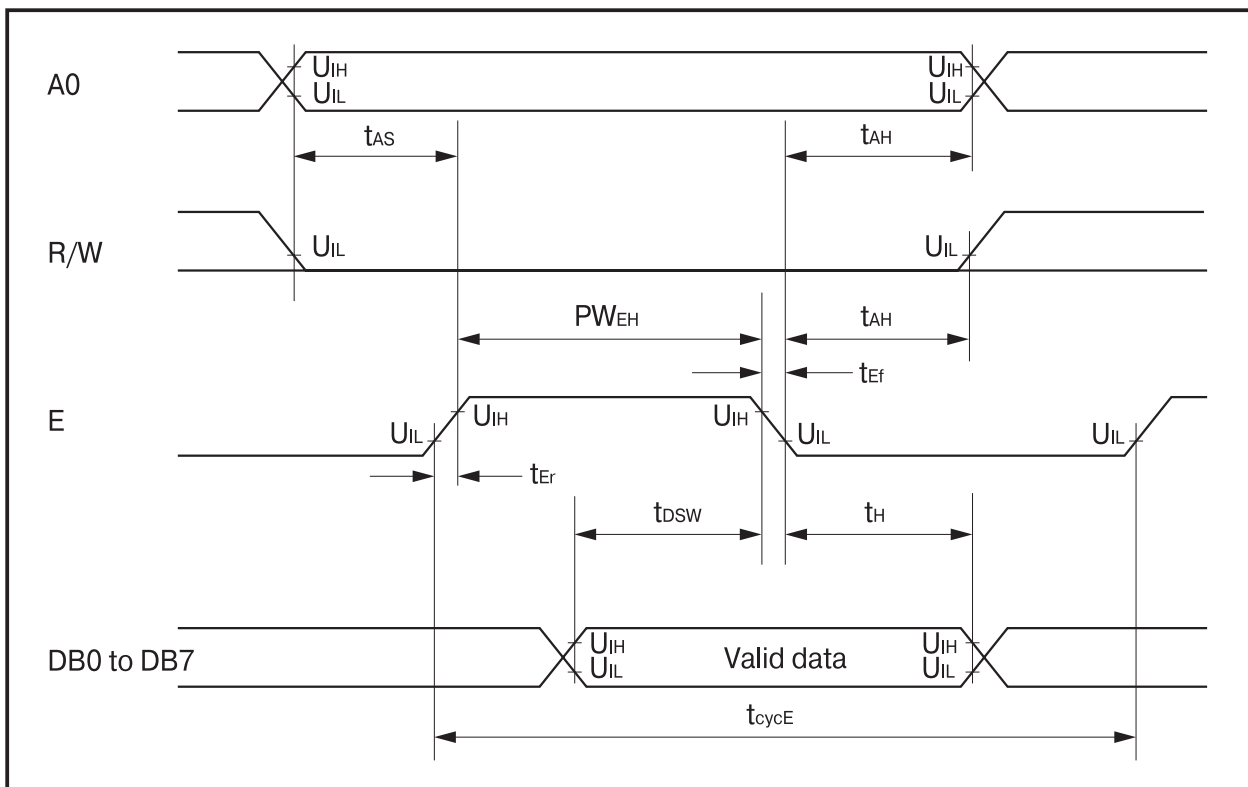 A0
UIH
UIL
UIH
UIL
tAS
tAH
R/W
UIL
UIL
PWEH
tAH
tEf
E
UIL
UIH
UIH
UIL
UIL
tEr
tDSW
tH
DB0 to DB7
UIH
UIL
Valid data
UIH
UIL
tcycE